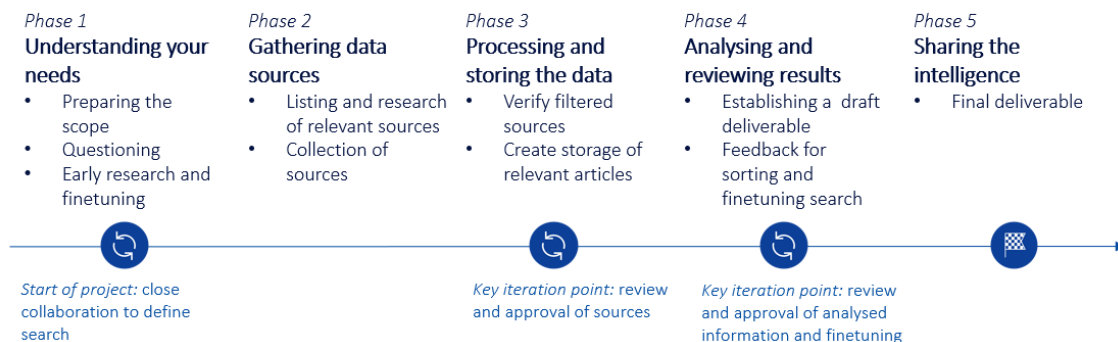 Phase 1
Understanding your
needs
• Preparing the
scope
• Questioning
• Early research and
finetuning
Phase 2
Gathering data
sources
• Listing and research
of relevant sources
• Collection of
sources
Phase 3
Processing and
storing the data
• Verify filtered
sources
• Create storage of
relevant articles
Phase 4
Analysing and
reviewing results
• Establishing a draft
deliverable
• Feedback for
sorting and
finetuning search
Phase 5
Sharing the
intelligence
• Final deliverable
Start of project: close
collaboration to define
search
Key iteration point: review
and approval of sources
Key iteration point: review
and approval of analysed
information and finetuning